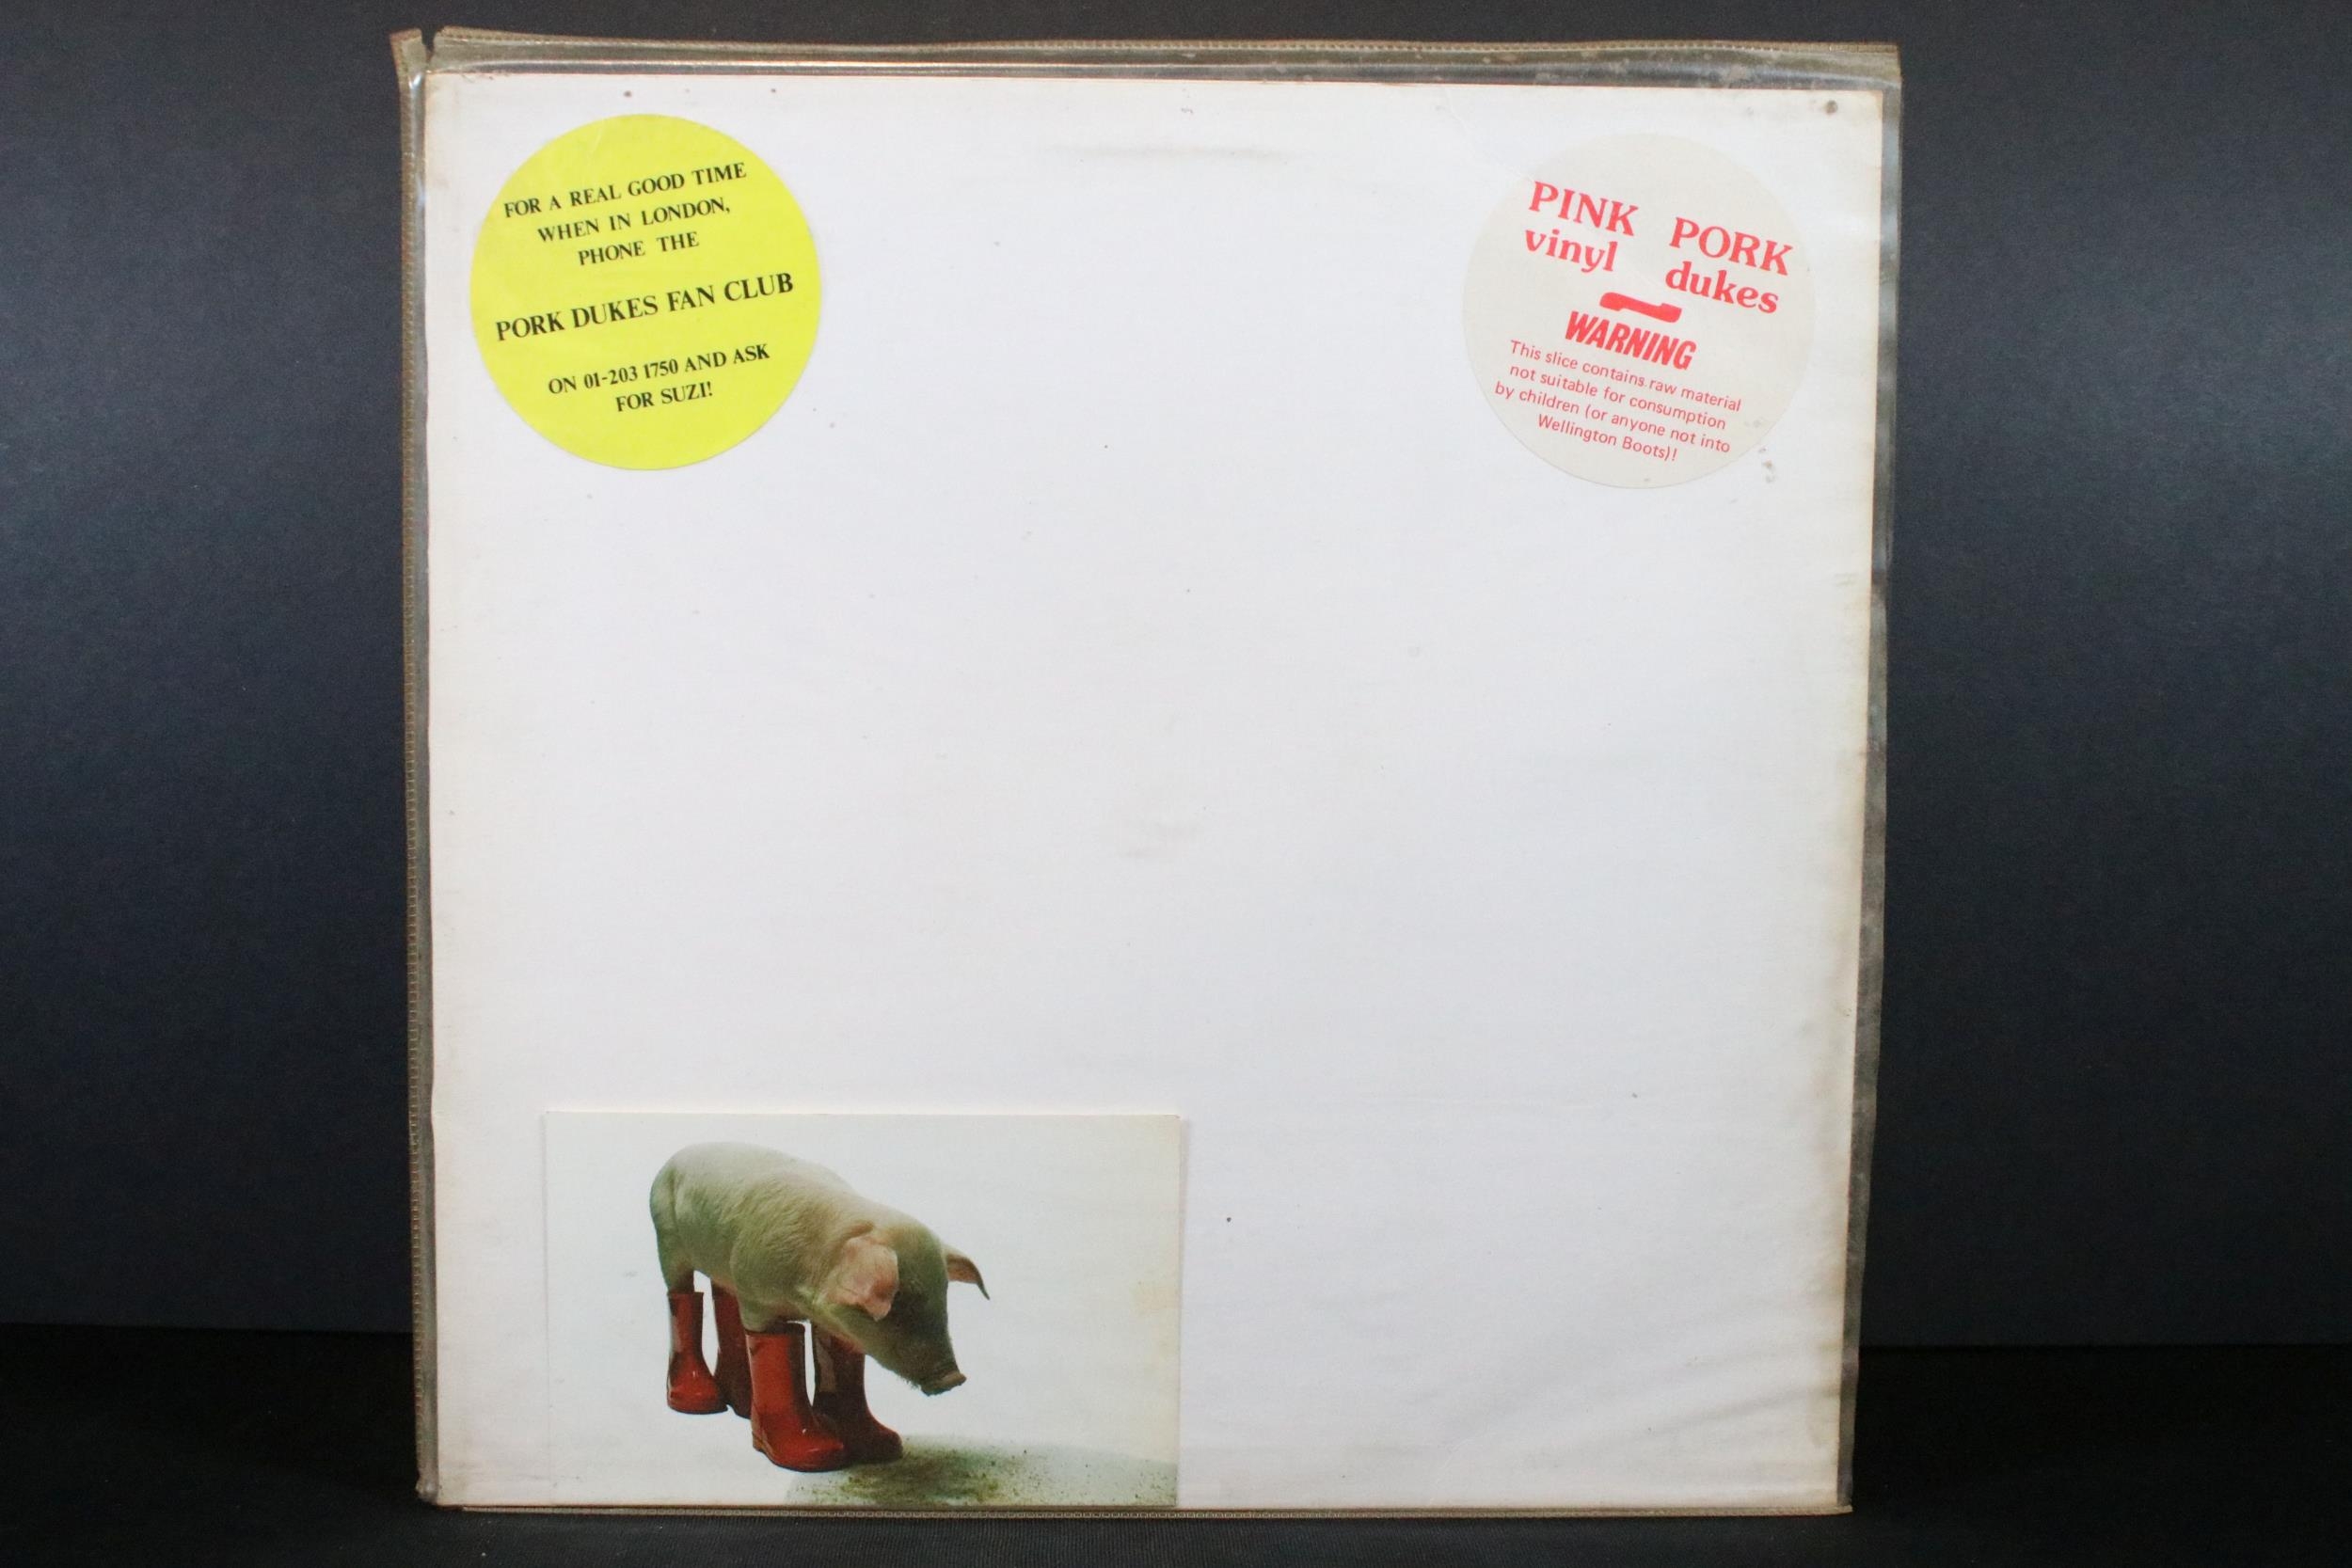 FOR A REAL GOOD TIME
WHEN IN LONDON,
PHONE THE
PORK DUKES FAN CLUB
ON 01-203 1750 AND ASK
FOR SUZI!
PINK PORK
vinyl dukes
WARNING
This slice contains raw material
not suitable for consumption
by children (or anyone not into
Wellington Boots)!